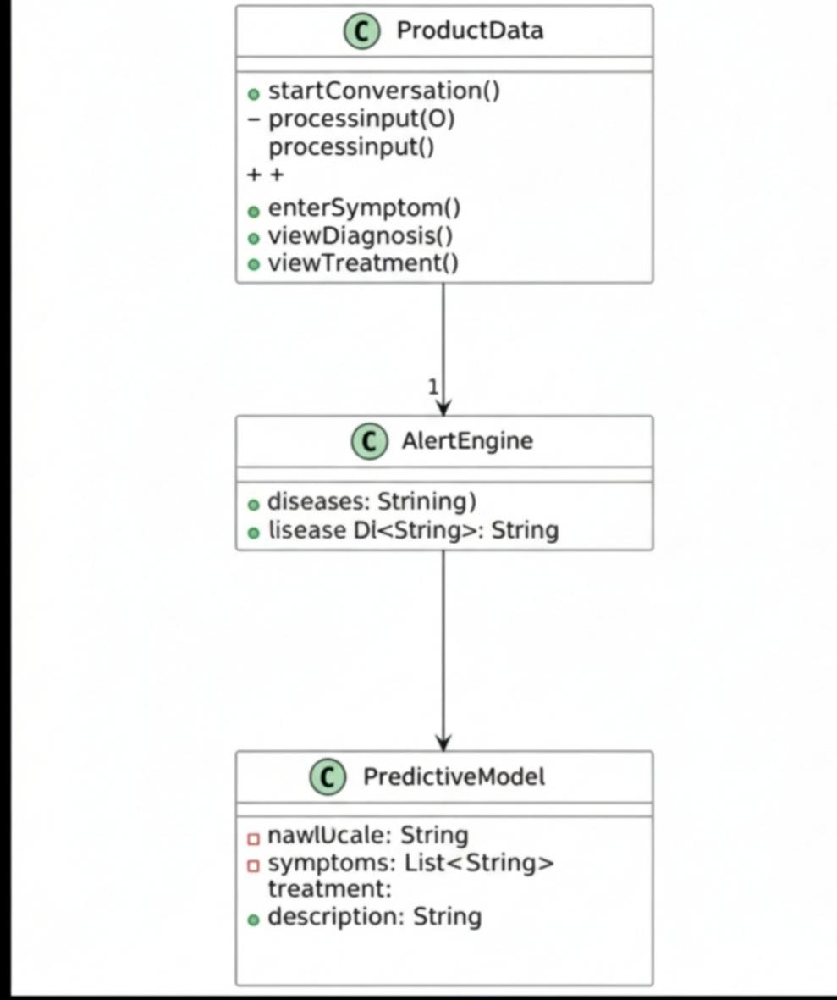 C ProductData
startConversation()
– processinput(O)
processinput()
+ +
enterSymptom()
viewDiagnosis()
viewTreatment()
1
C AlertEngine
diseases: Strining)
lisease Di<String>: String
C PredictiveModel
nawlUcale: String
symptoms: List<String>
treatment:
description: String